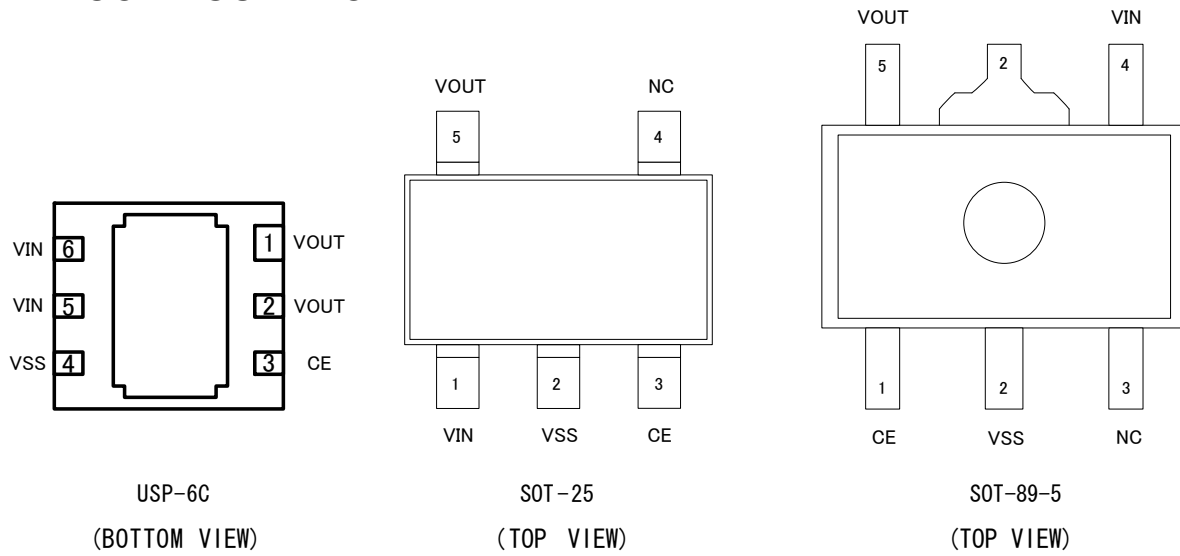 VIN 6
VIN 5
VSS 4
1 VOUT
2 VOUT
3 CE
USP-6C
(BOTTOM VIEW)
VOUT NC
5 4
1 2 3
VIN VSS CE
SOT-25
(TOP VIEW)
VOUT VIN
5 2 4
1 2 3
CE VSS NC
SOT-89-5
(TOP VIEW)